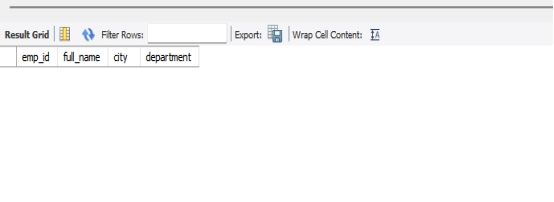 Result Grid Filter Rows: Export: Wrap Cell Content:
emp_id full_name city department